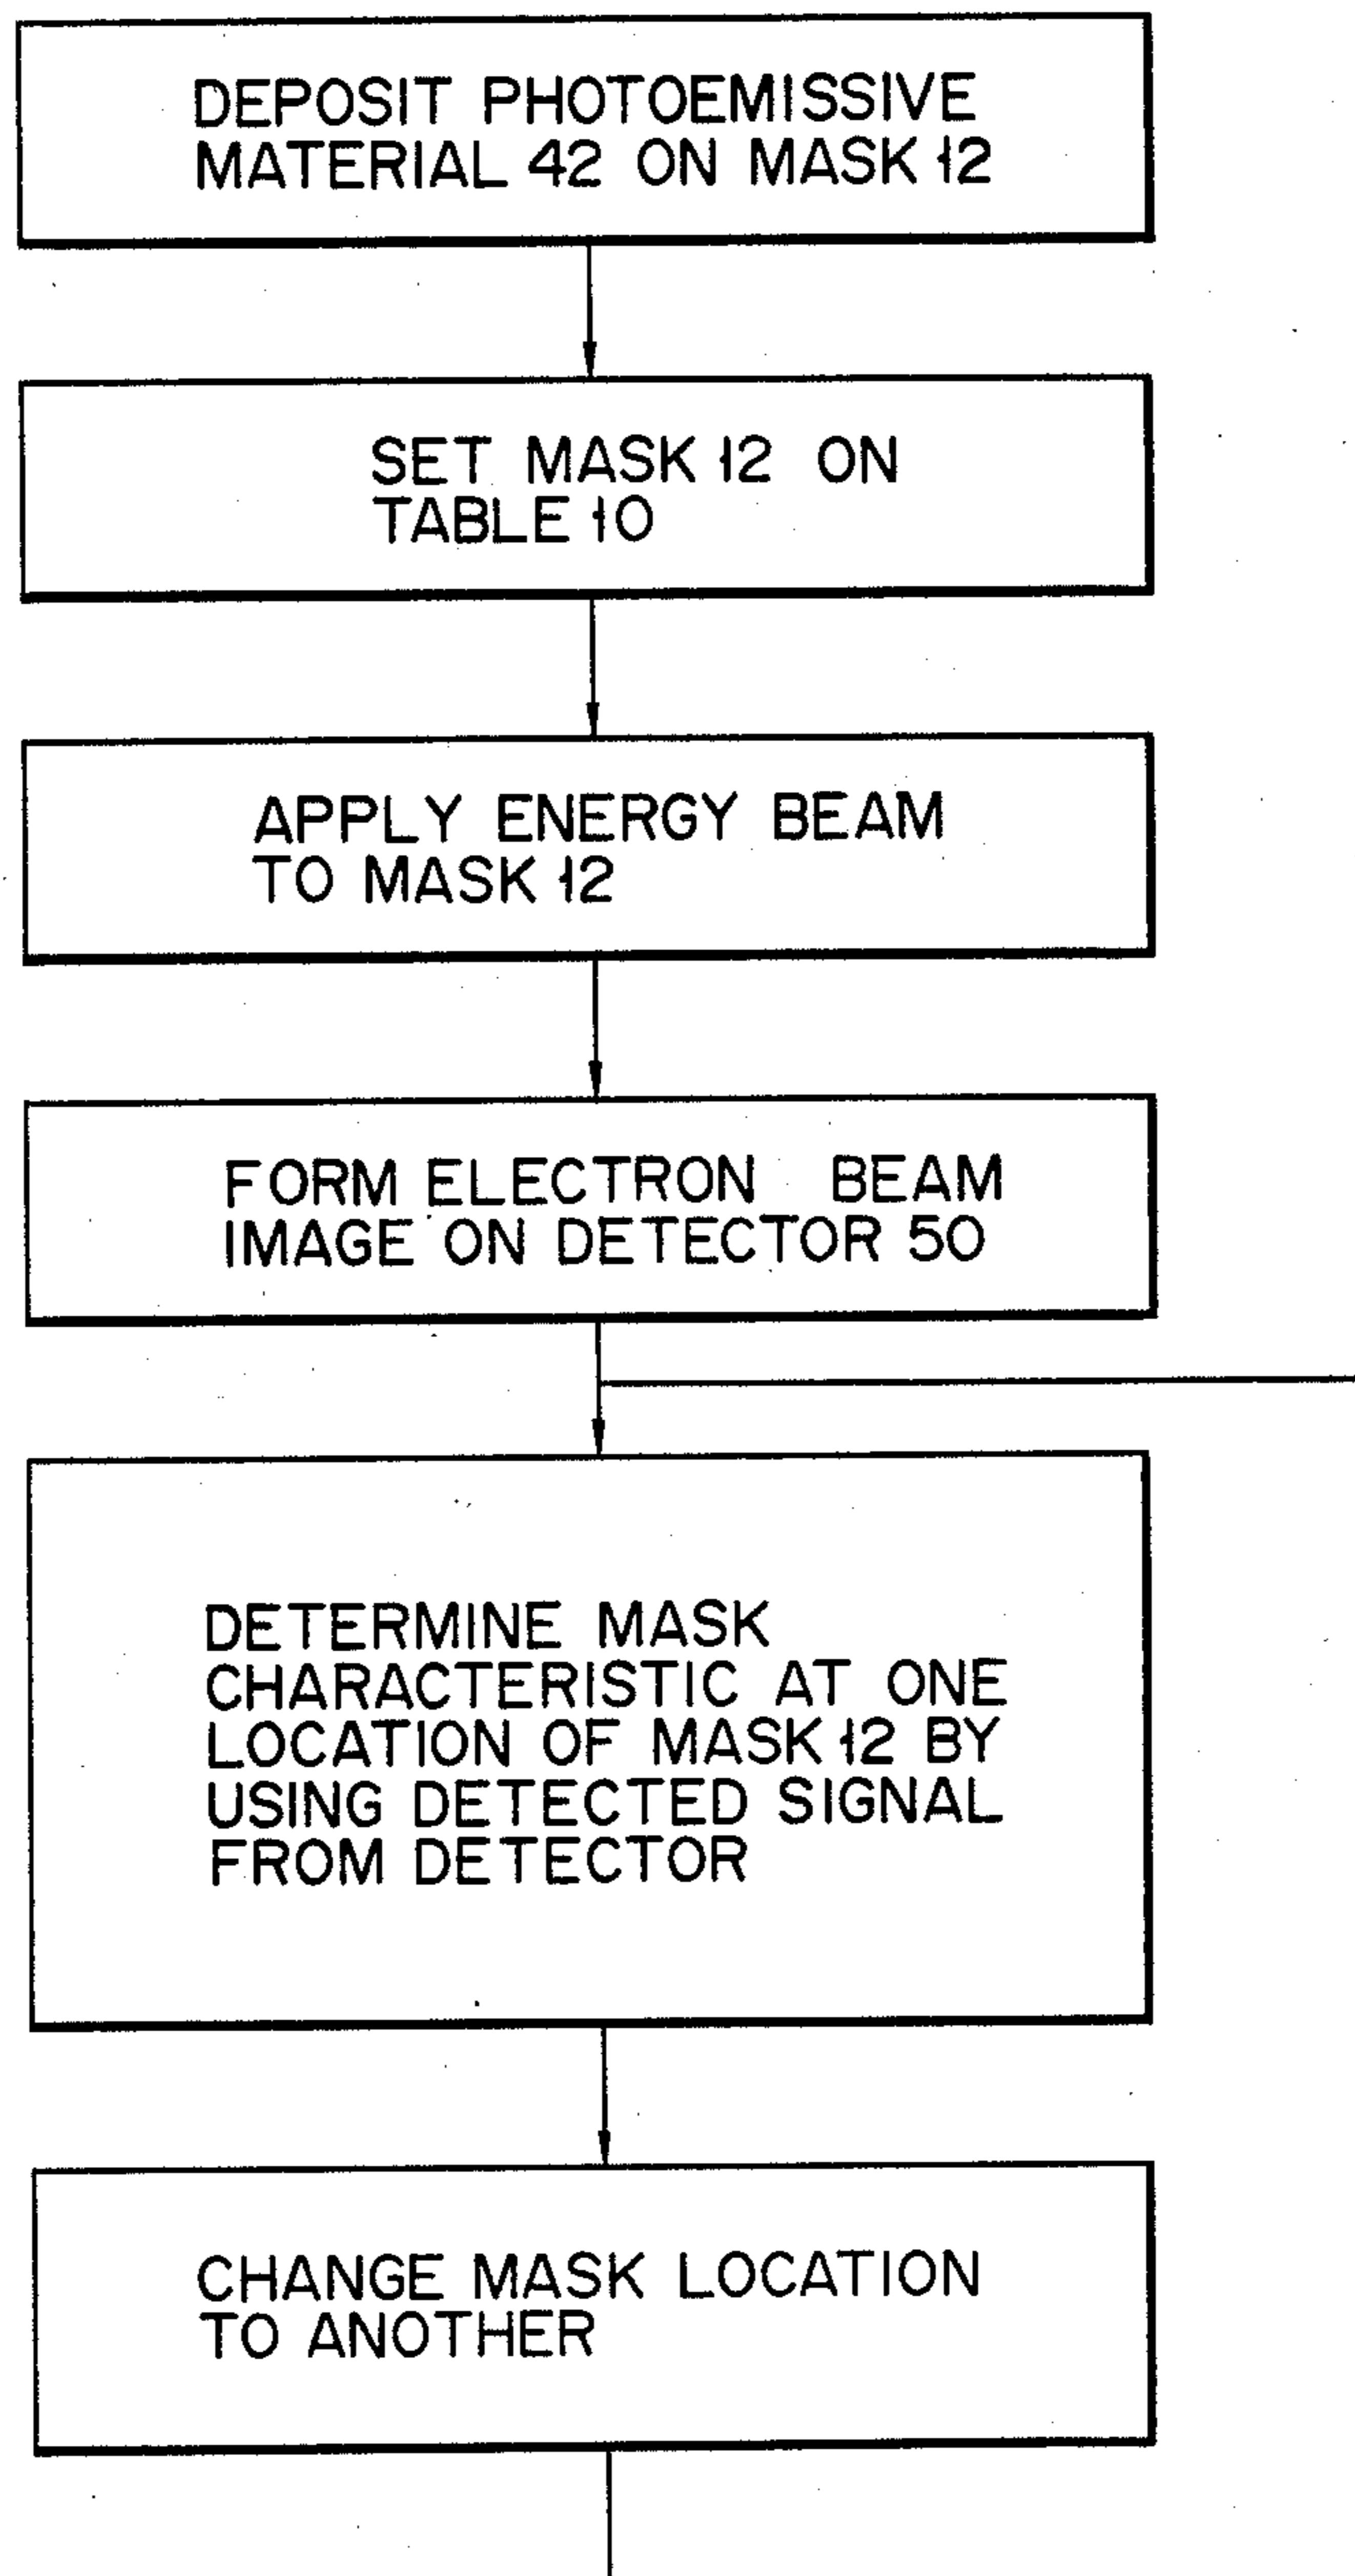 DEPOSIT PHOTOEMISSIVE
MATERIAL 42 ON MASK 12
SET MASK 12 ON
TABLE 10
APPLY ENERGY BEAM
TO MASK 12
FORM ELECTRON BEAM
IMAGE ON DETECTOR 50
DETERMINE MASK
CHARACTERISTIC AT ONE
LOCATION OF MASK 12 BY
USING DETECTED SIGNAL
FROM DETECTOR
CHANGE MASK LOCATION
TO ANOTHER